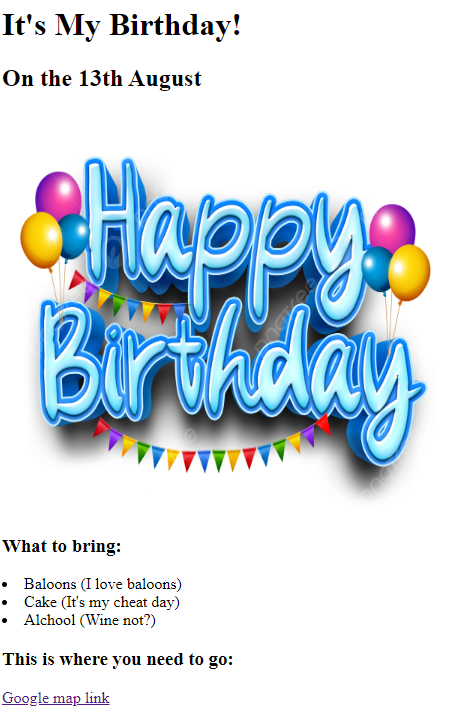 It's My Birthday!
On the 13th August
Happy
Birthday
What to bring:
Baloons (I love baloons)
Cake (It's my cheat day)
Alchool (Wine not?)
This is where you need to go:
Google map link